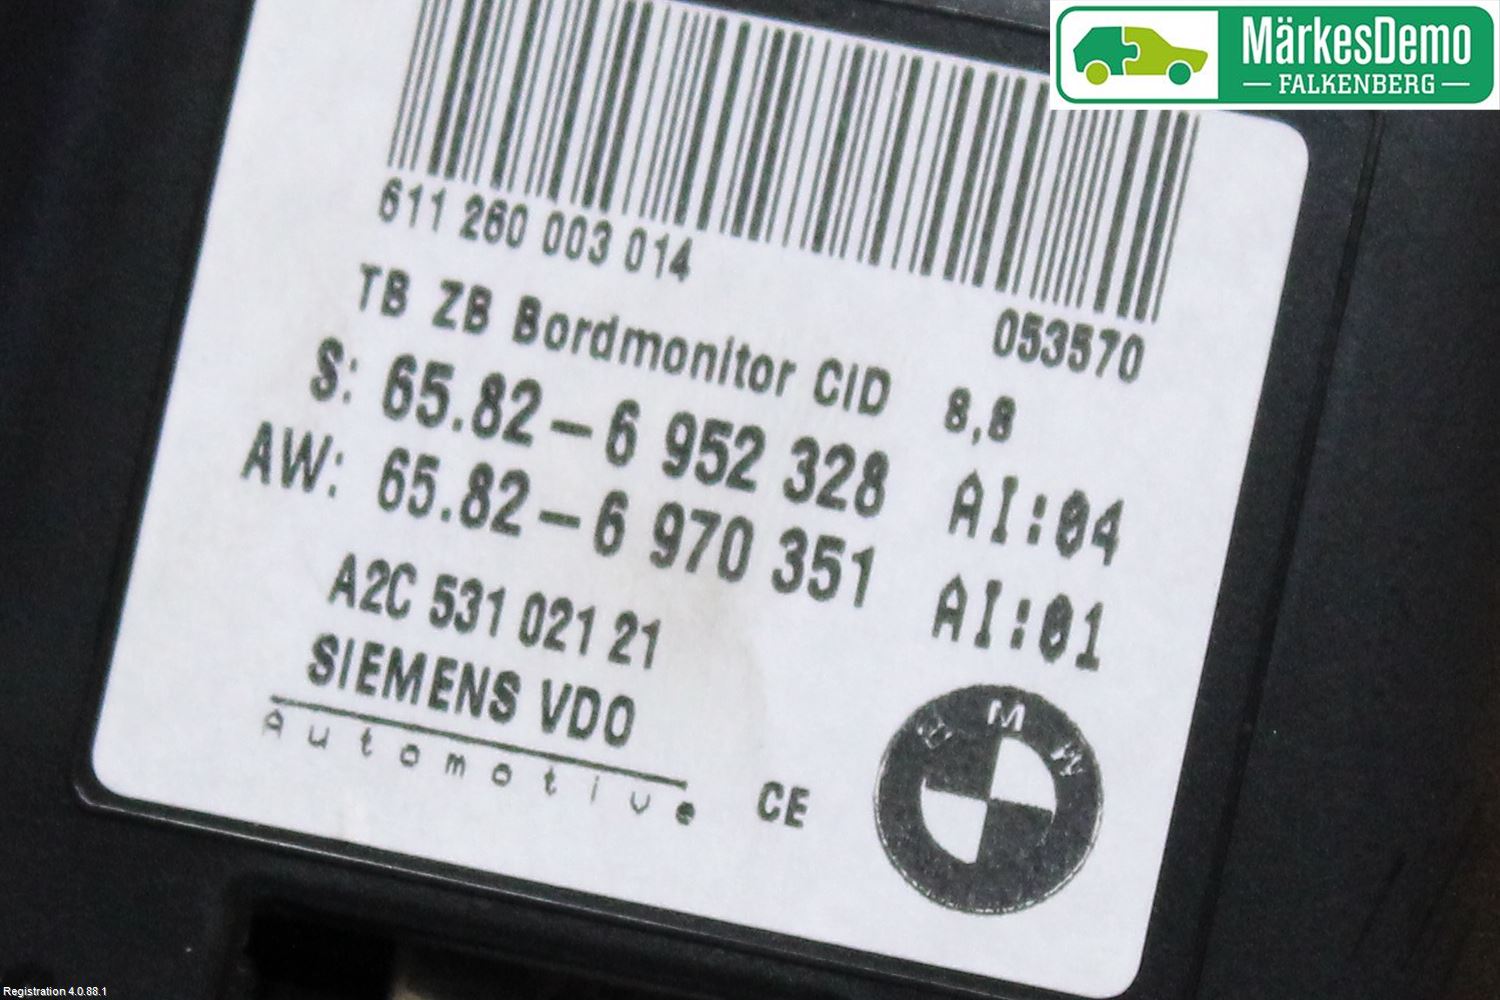 MärkesDemo
FALKENBERG
611 260 003 014
053570
TB ZB Bordmonitor CID 8,8
S: 65.82-6 952 328 AI:04
AW: 65.82-6 970 351 AI:01
A2C 531 021 21
SIEMENS VDO
Automotive
CE
BMW
Registration 4.0.88.1